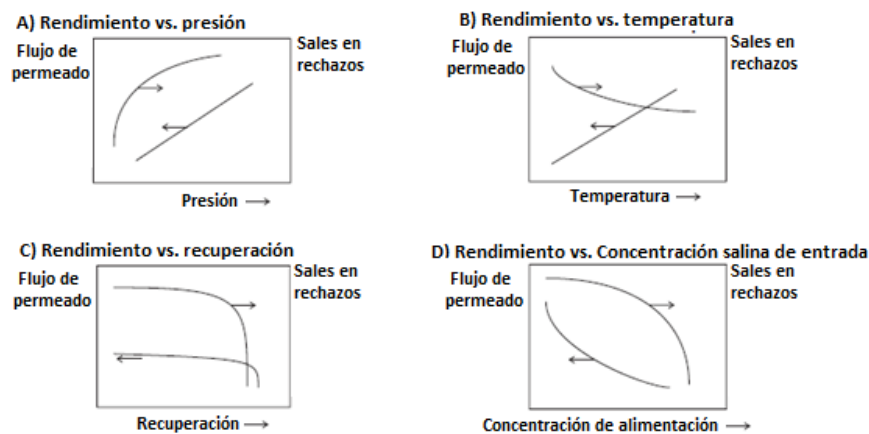 A) Rendimiento vs. presión
Flujo de
permeado
Sales en
rechazos
Presión →
B) Rendimiento vs. temperatura
Flujo de
permeado
Sales en
rechazos
Temperatura →
C) Rendimiento vs. recuperación
Flujo de
permeado
Sales en
rechazos
Recuperación →
D) Rendimiento vs. Concentración salina de entrada
Flujo de
permeado
Sales en
rechazos
Concentración de alimentación →